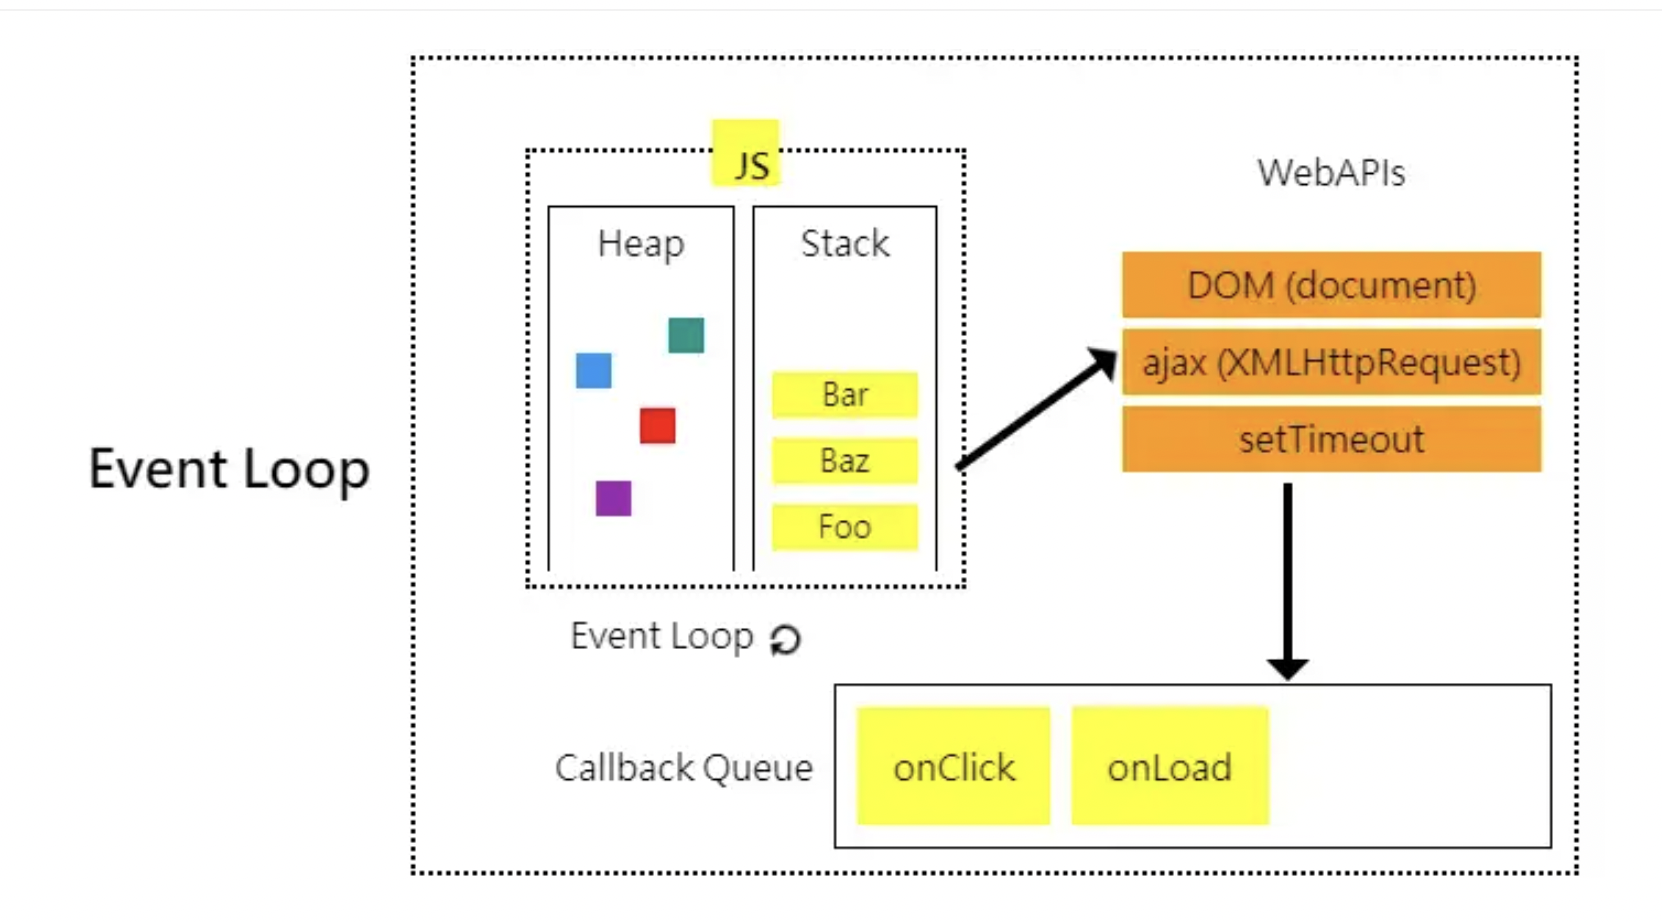 Event Loop
JS
Heap
Stack
Bar
Baz
Foo
WebAPIs
DOM (document)
ajax (XMLHttpRequest)
setTimeout
Event Loop
Callback Queue
onClick
onLoad